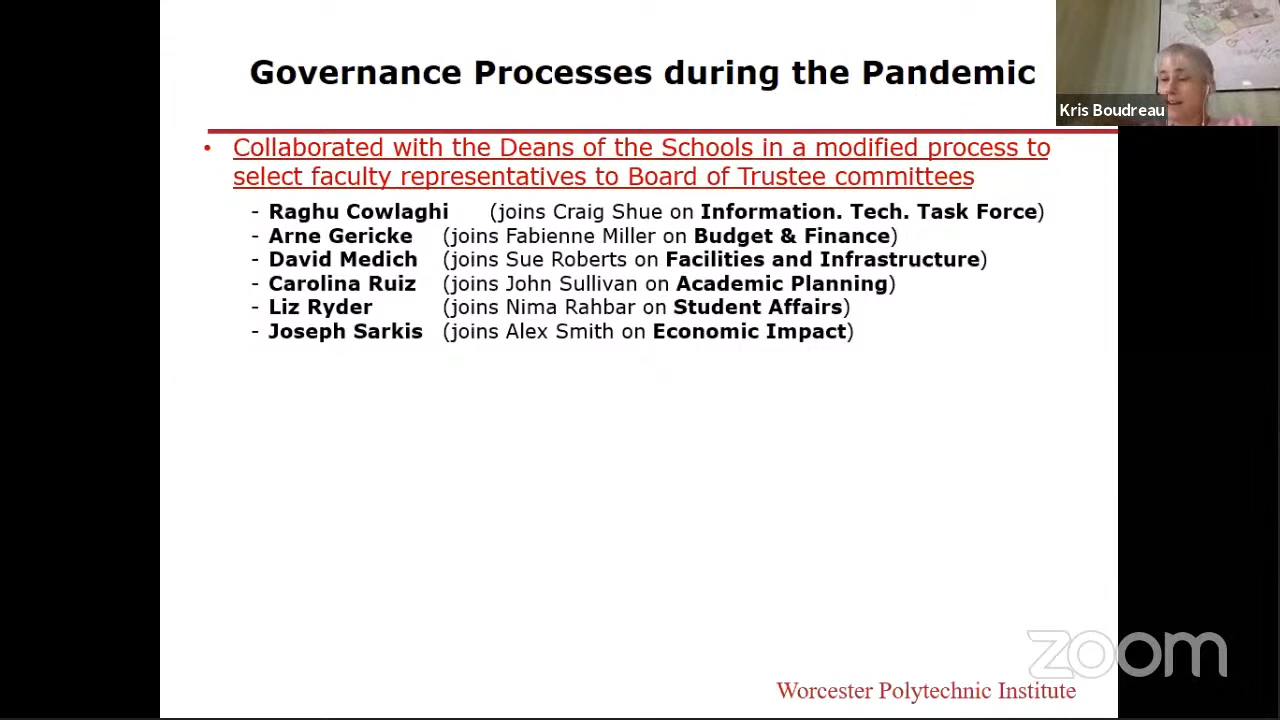 Governance Processes during the Pandemic
Kris Boudreau
• Collaborated with the Deans of the Schools in a modified process to
select faculty representatives to Board of Trustee committees
- Raghu Cowlaghi (joins Craig Shue on Information. Tech. Task Force)
- Arne Gericke (joins Fabienne Miller on Budget & Finance)
- David Medich (joins Sue Roberts on Facilities and Infrastructure)
- Carolina Ruiz (joins John Sullivan on Academic Planning)
- Liz Ryder (joins Nima Rahbar on Student Affairs)
- Joseph Sarkis (joins Alex Smith on Economic Impact)
zoom
Worcester Polytechnic Institute